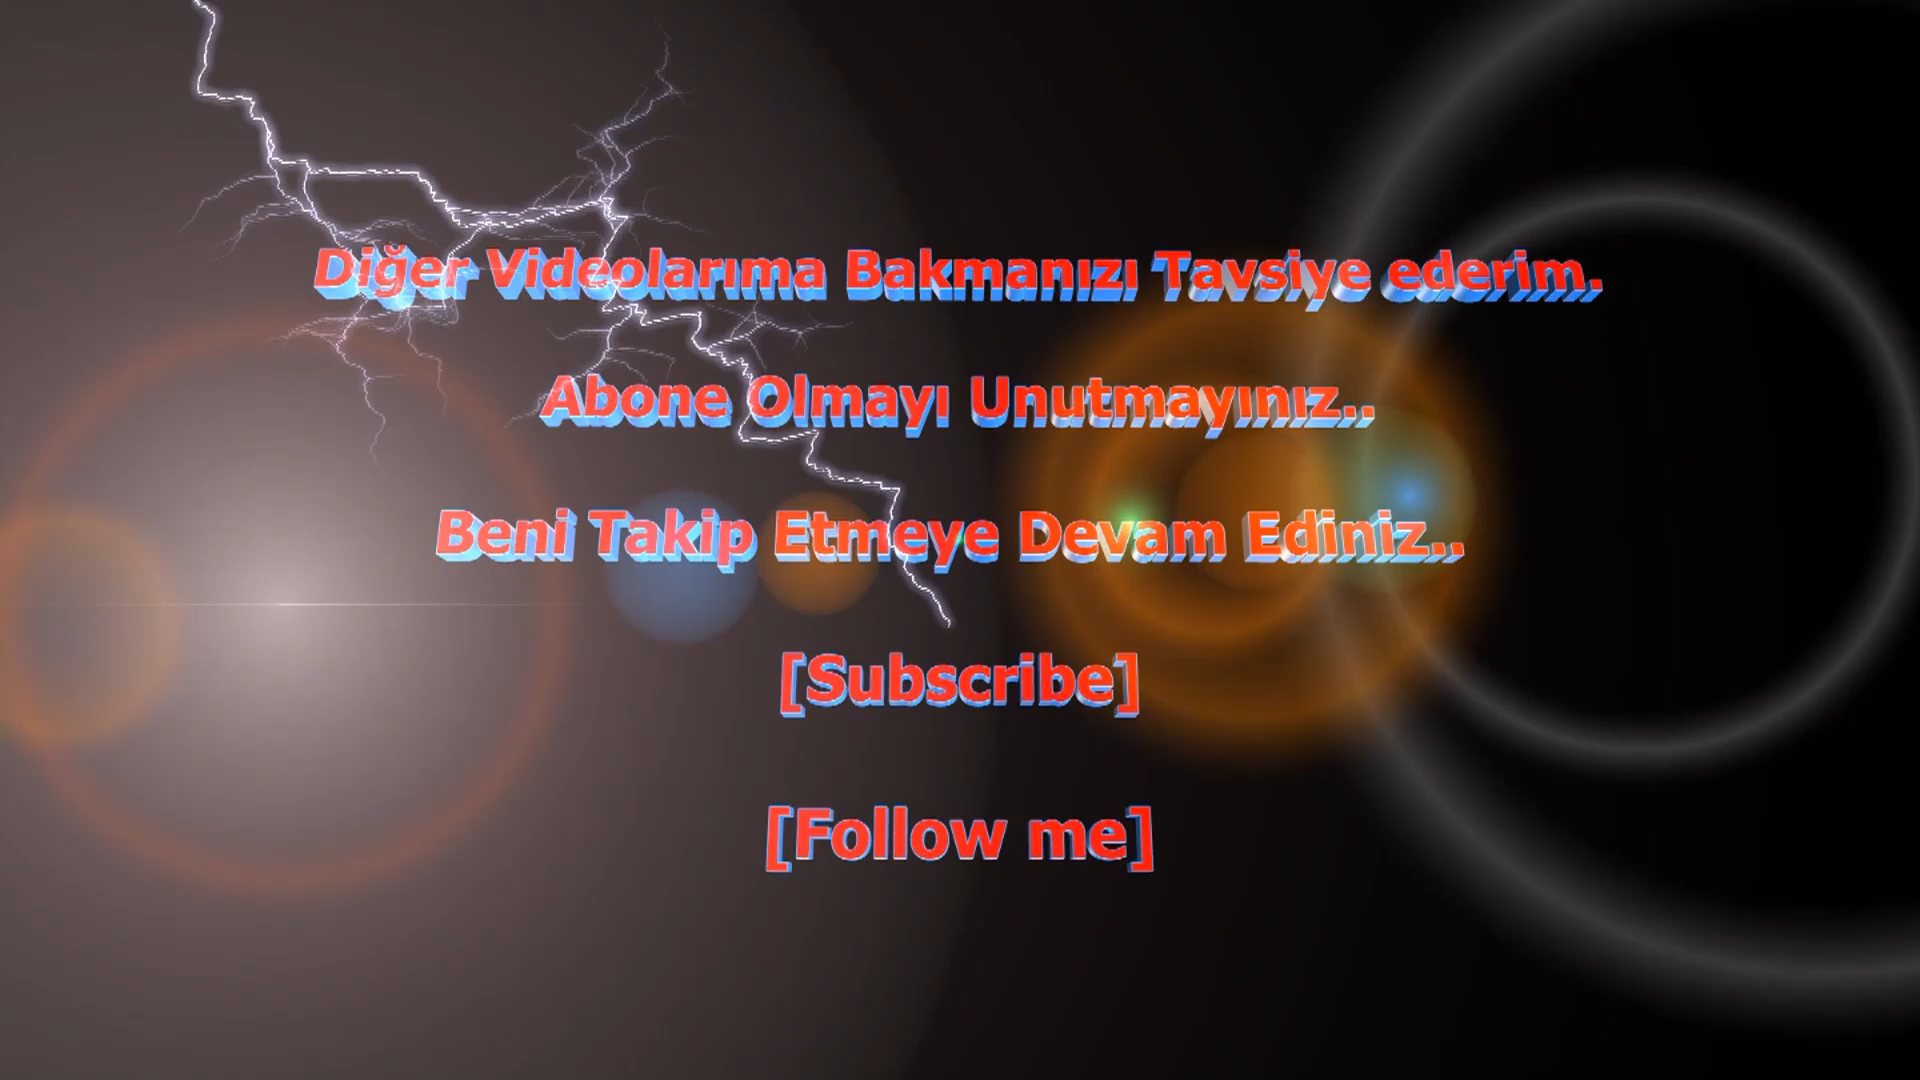 Diğer Videolarıma Bakmanızı Tavsiye ederim.
Abone Olmayı Unutmayınız..
Beni Takip Etmeye Devam Ediniz..
[Subscribe]
[Follow me]